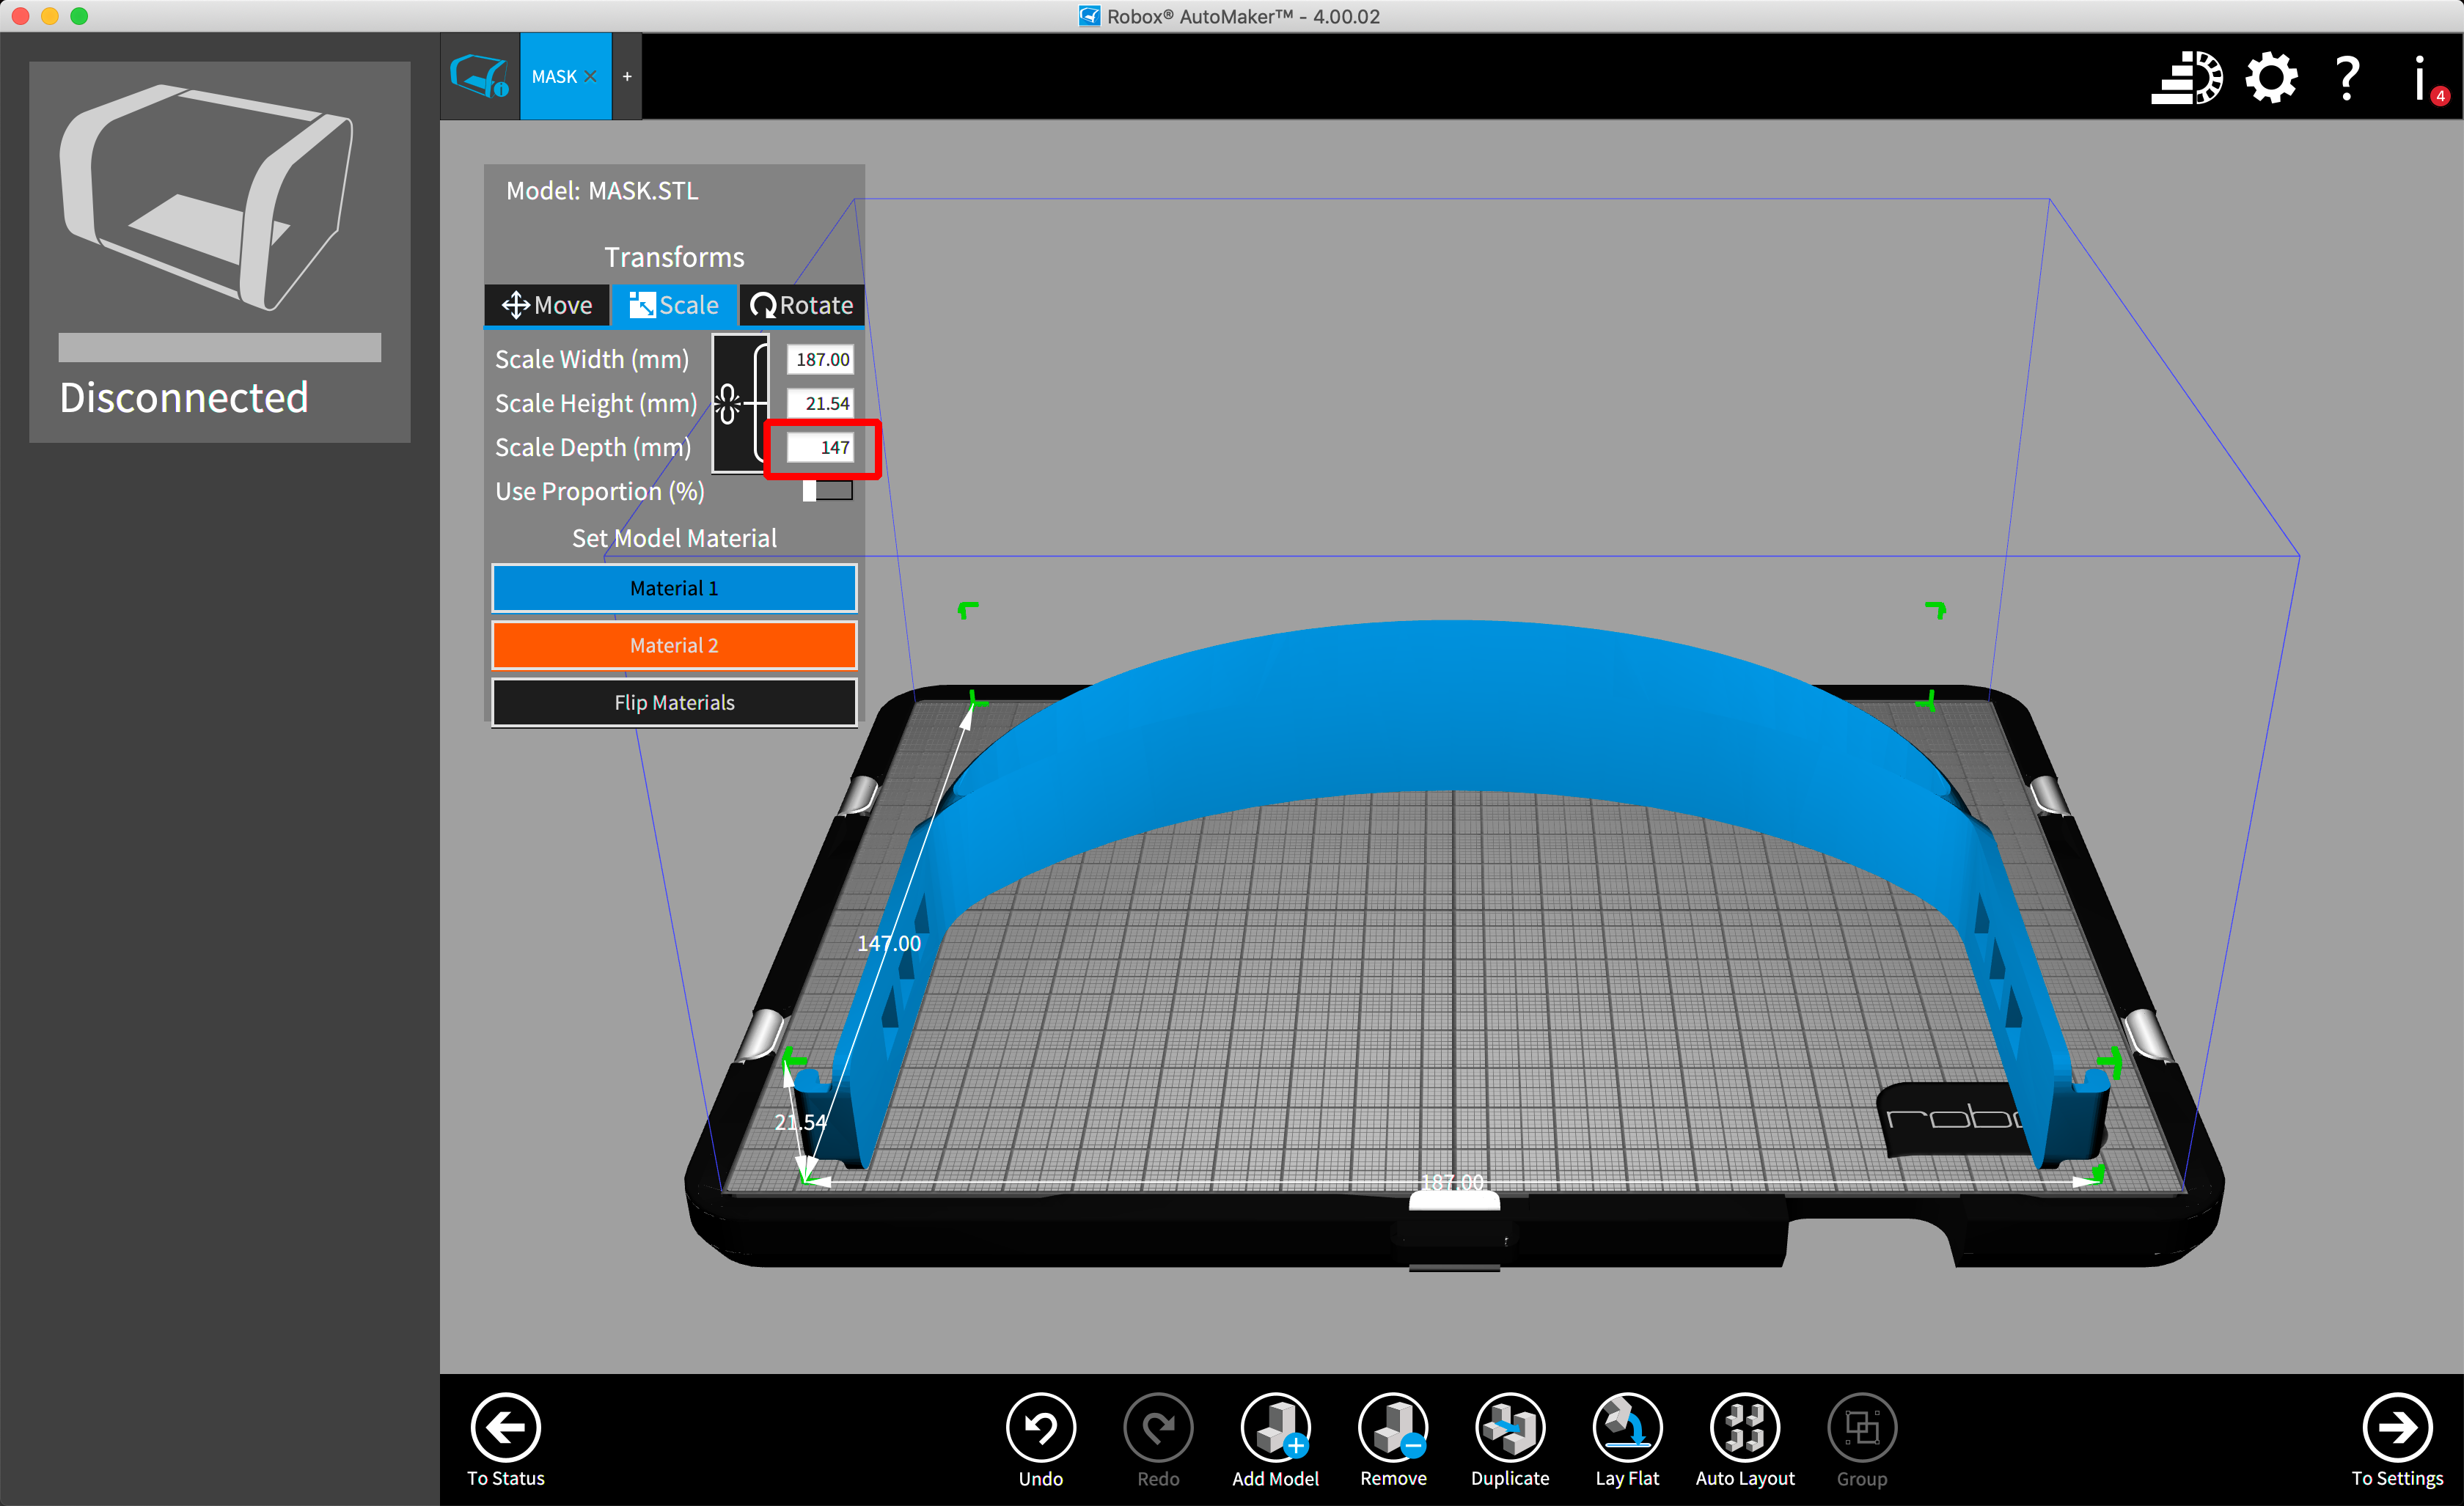 Robox® AutoMaker™ - 4.00.02
MASK
+
?
i
4
Disconnected
Model: MASK.STL
Transforms
Move
Scale
Rotate
Scale Width (mm)
187.00
Scale Height (mm)
21.54
Scale Depth (mm)
147
Use Proportion (%)
Set Model Material
Material 1
Material 2
Flip Materials
147.00
21.54
187.00
To Status
Undo
Redo
Add Model
Remove
Duplicate
Lay Flat
Auto Layout
Group
To Settings